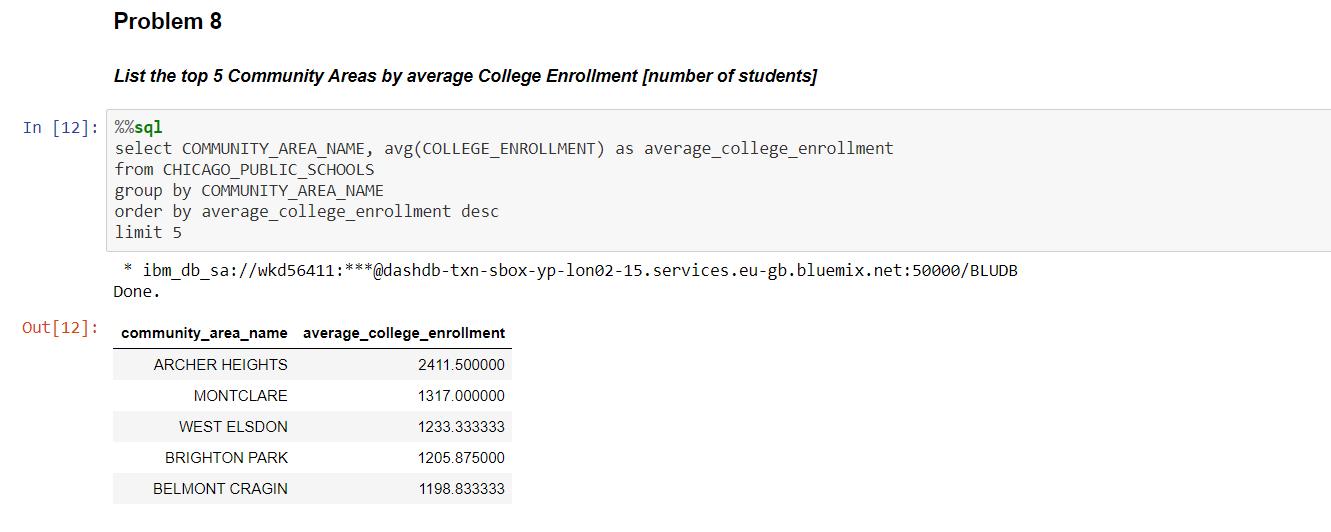 Problem 8
List the top 5 Community Areas by average College Enrollment [number of students]
In [12]: %%sql
select COMMUNITY_AREA_NAME, avg(COLLEGE_ENROLLMENT) as average_college_enrollment
from CHICAGO_PUBLIC_SCHOOLS
group by COMMUNITY_AREA_NAME
order by average_college_enrollment desc
limit 5
* ibm_db_sa://wkd56411:***@dashdb-txn-sbox-yp-lon02-15.services.eu-gb.bluemix.net:50000/BLUDB
Done.
Out[12]: community_area_name average_college_enrollment
ARCHER HEIGHTS 2411.500000
MONTCLARE 1317.000000
WEST ELSDON 1233.333333
BRIGHTON PARK 1205.875000
BELMONT CRAGIN 1198.833333